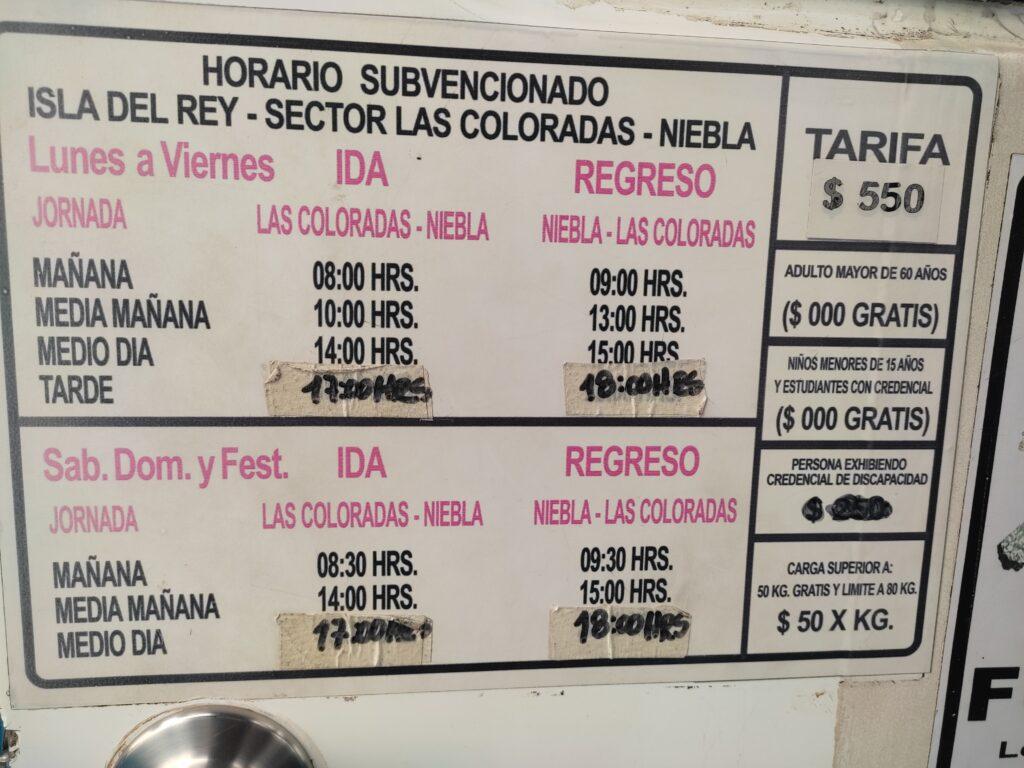 HORARIO SUBVENCIONADO
ISLA DEL REY - SECTOR LAS COLORADAS - NIEBLA
Lunes a Viernes IDA REGRESO
JORNADA LAS COLORADAS - NIEBLA NIEBLA - LAS COLORADAS
MAÑANA 08:00 HRS. 09:00 HRS.
MEDIA MAÑANA 10:00 HRS. 13:00 HRS.
MEDIO DIA 14:00 HRS. 15:00 HRS.
TARDE 17:00 HRS 18:00 HRS
Sab. Dom. y Fest. IDA REGRESO
JORNADA LAS COLORADAS - NIEBLA NIEBLA - LAS COLORADAS
MAÑANA 08:30 HRS. 09:30 HRS.
MEDIA MAÑANA 14:00 HRS. 15:00 HRS.
MEDIO DIA 17:00 HRS 18:00 HRS
TARIFA
$ 550
ADULTO MAYOR DE 60 AÑOS
($ 000 GRATIS)
NIÑOS MENORES DE 15 AÑOS
Y ESTUDIANTES CON CREDENCIAL
($ 000 GRATIS)
PERSONA EXHIBIENDO
CREDENCIAL DE DISCAPACIDAD
$
CARGA SUPERIOR A:
50 KG. GRATIS Y LIMITE A 80 KG.
$ 50 X KG.
F